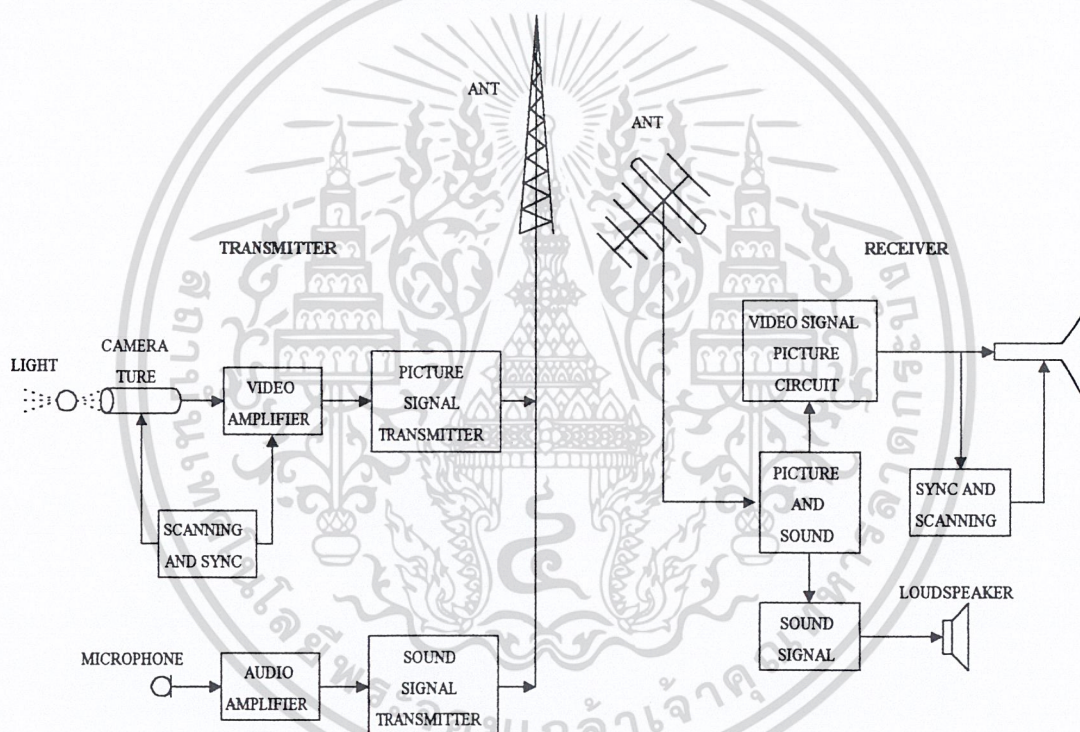 ANT
ANT
TRANSMITTER
RECEIVER
LIGHT
CAMERA
TURE
VIDEO
AMPLIFIER
PICTURE
SIGNAL
TRANSMITTER
SCANNING
AND SYNC
MICROPHONE
AUDIO
AMPLIFIER
SOUND
SIGNAL
TRANSMITTER
VIDEO SIGNAL
PICTURE
CIRCUIT
PICTURE
AND
SOUND
SYNC AND
SCANNING
SOUND
SIGNAL
LOUDSPEAKER